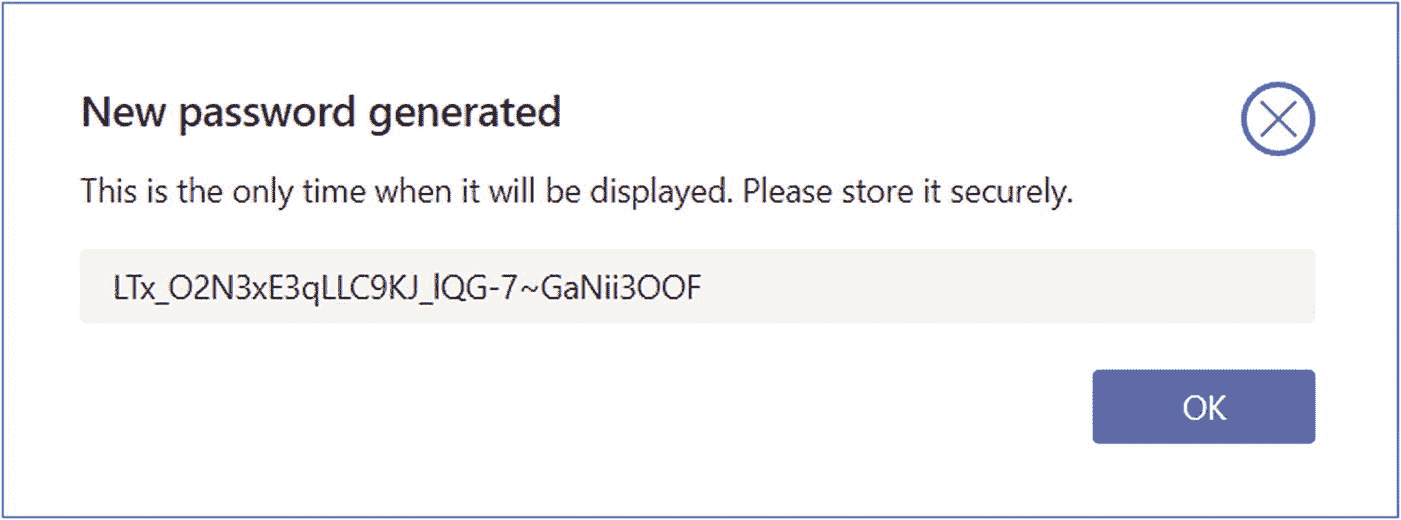 New password generated
This is the only time when it will be displayed. Please store it securely.
LTx_O2N3xE3qLLC9KJ_lQG-7~GaNii3OOF
OK